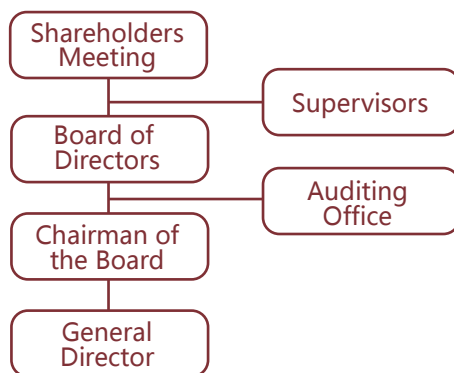 Shareholders
Meeting
Supervisors
Board of
Directors
Auditing
Office
Chairman of
the Board
General
Director